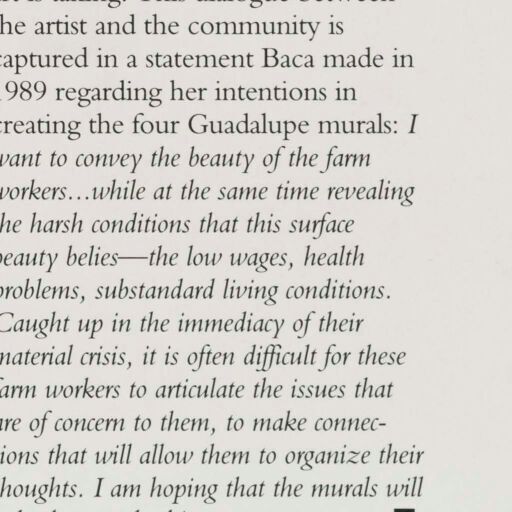 the artist and the community is
captured in a statement Baca made in
1989 regarding her intentions in
creating the four Guadalupe murals: I
want to convey the beauty of the farm
workers...while at the same time revealing
the harsh conditions that this surface
beauty belies—the low wages, health
problems, substandard living conditions.
Caught up in the immediacy of their
material crisis, it is often difficult for these
farm workers to articulate the issues that
are of concern to them, to make connec-
tions that will allow them to organize their
thoughts. I am hoping that the murals will